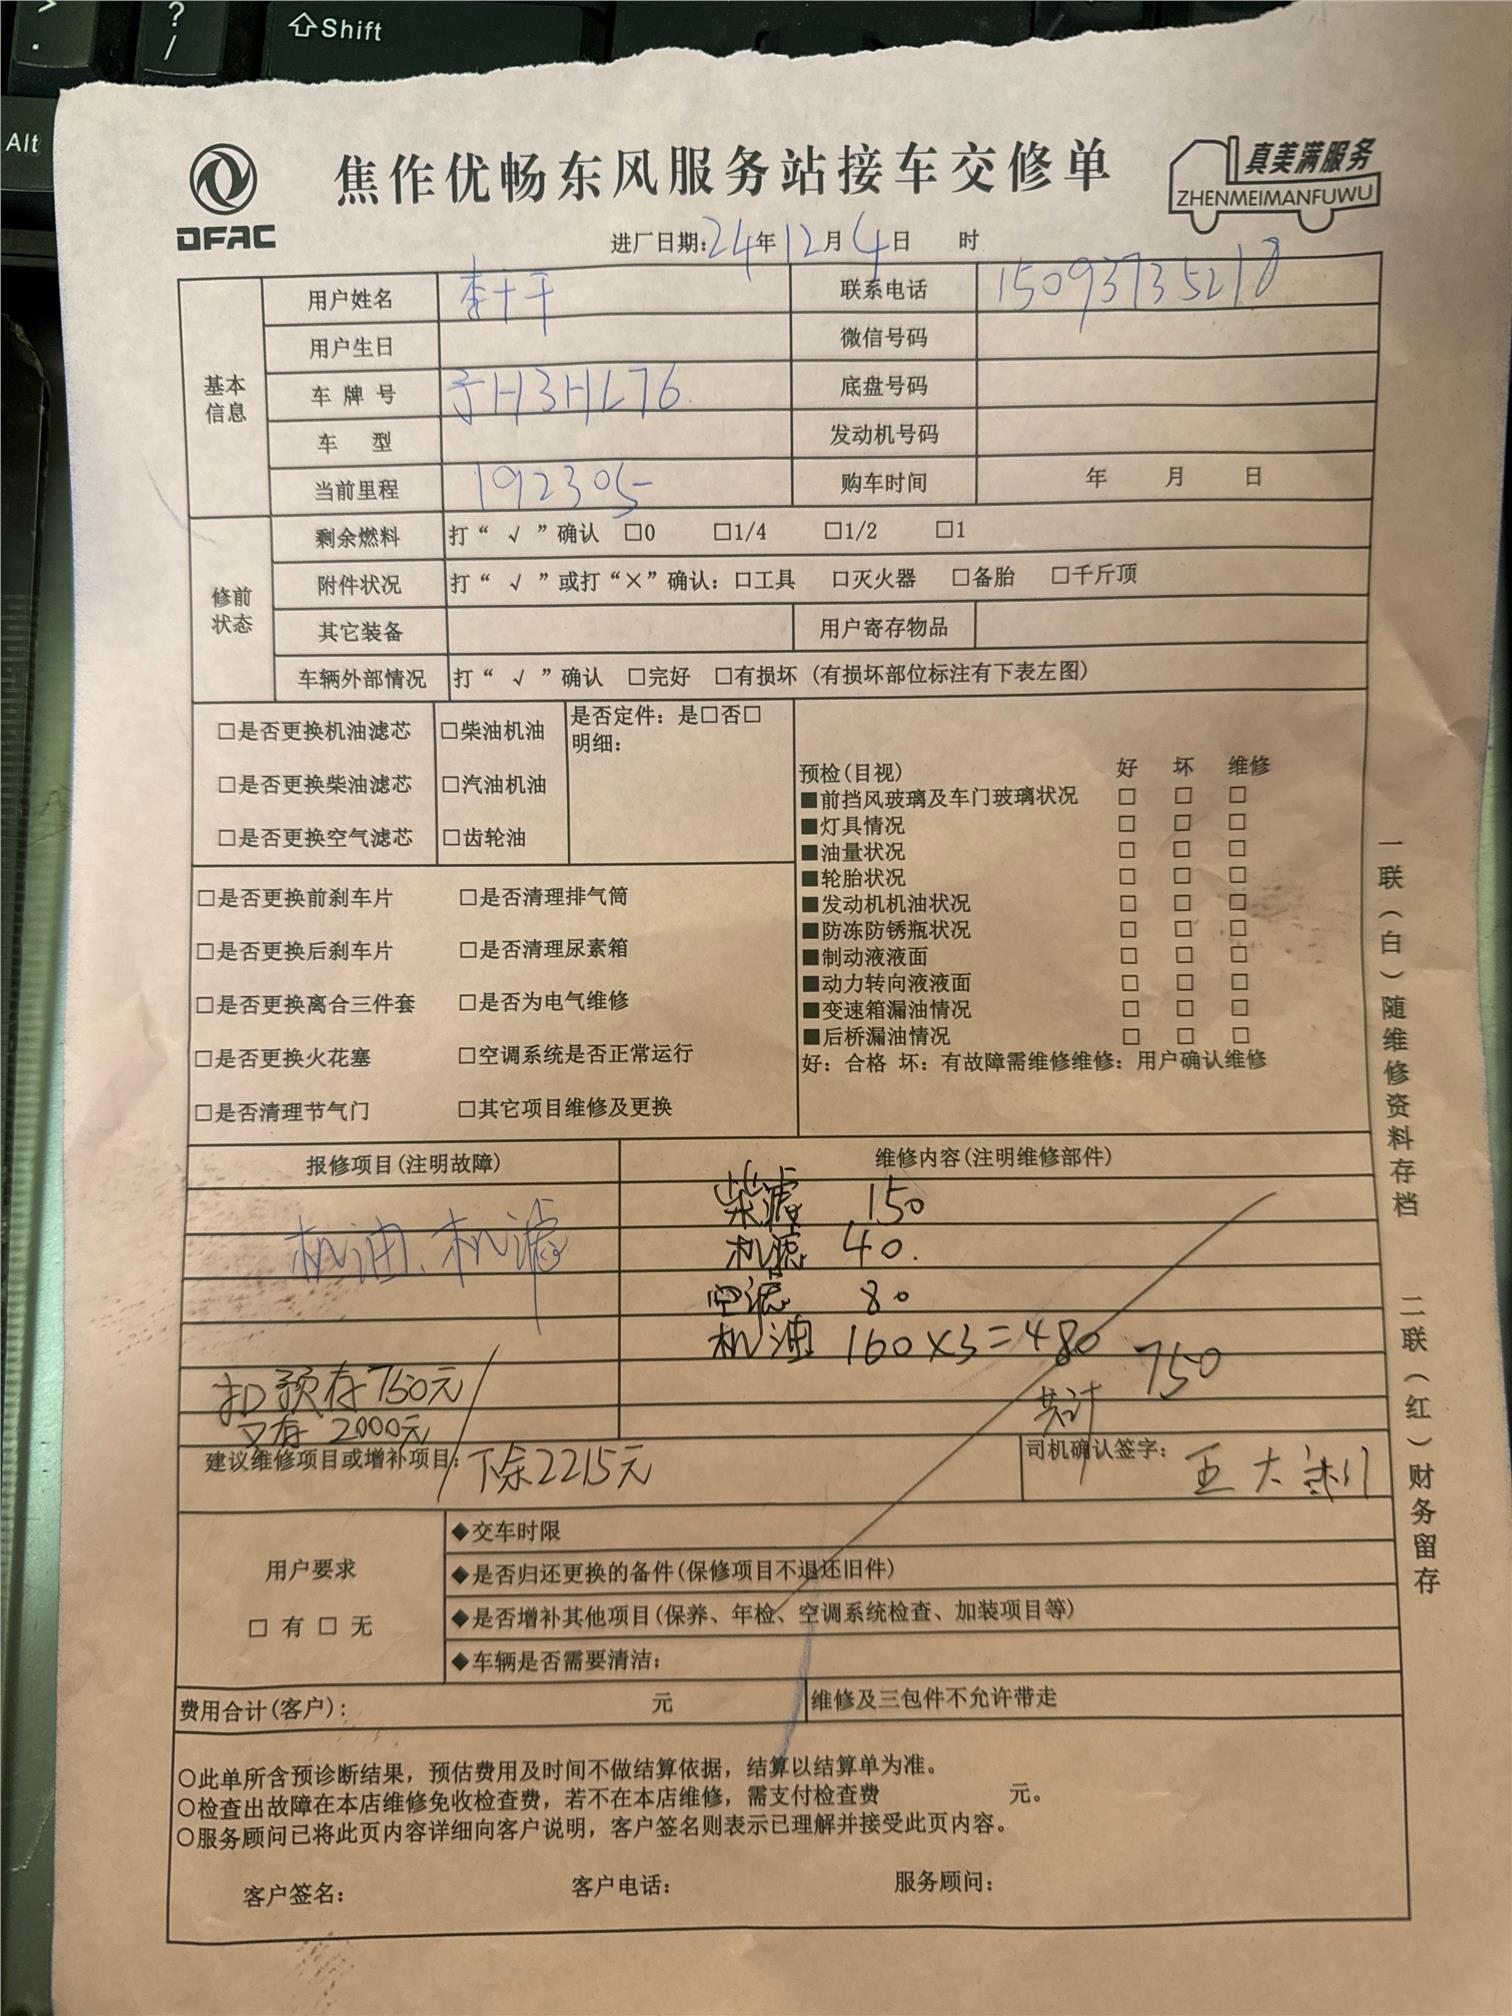 ?
/
⇧Shift
Alt
DFAC
焦作优畅东风服务站接车交修单
真美满服务
ZHENMEIMANFUWU
进厂日期:24年12月4日 时
基本信息
用户姓名 李十平 联系电话 15093735218
用户生日 微信号码
车牌号 H3HL76 底盘号码
车型 发动机号码
当前里程 192305 购车时间 年 月 日
修前状态
剩余燃料 打“√”确认 □0 □1/4 □1/2 □1
附件状况 打“√”或打“×”确认: □工具 □灭火器 □备胎 □千斤顶
其它装备 用户寄存物品
车辆外部情况 打“√”确认 □完好 □有损坏 (有损坏部位标注有下表左图)
□是否更换机油滤芯 □柴油机油
□是否更换柴油滤芯 □汽油机油
□是否更换空气滤芯 □齿轮油
是否定件: 是□否□
明细:
□是否更换前刹车片 □是否清理排气筒
□是否更换后刹车片 □是否清理尿素箱
□是否更换离合三件套 □是否为电气维修
□是否更换火花塞 □空调系统是否正常运行
□是否清理节气门 □其它项目维修及更换
预检(目视) 好 坏 维修
■前挡风玻璃及车门玻璃状况 □ □ □
■灯具情况 □ □ □
■油量状况 □ □ □
■轮胎状况 □ □ □
■发动机机油状况 □ □ □
■防冻防锈瓶状况 □ □ □
■制动液液面 □ □ □
■动力转向液液面 □ □ □
■变速箱漏油情况 □ □ □
■后桥漏油情况 □ □ □
好: 合格 坏: 有故障需维修维修: 用户确认维修
报修项目(注明故障) 维修内容(注明维修部件)
机油、机滤
柴滤 150
机滤 40.
空滤 80
机油 160×3=480
共计 750
扣预存750元
又存2000元
建议维修项目或增补项目: 下余2215元
司机确认签字: 王大
用户要求
□有□无
◆交车时限
◆是否归还更换的备件(保修项目不退还旧件)
◆是否增补其他项目(保养、年检、空调系统检查、加装项目等)
◆车辆是否需要清洁:
费用合计(客户): 元 维修及三包件不允许带走
○此单所含预诊断结果, 预估费用及时间不做结算依据, 结算以结算单为准。
○检查出故障在本店维修免收检查费, 若不在本店维修, 需支付检查费 元。
○服务顾问已将此页内容详细向客户说明, 客户签名则表示已理解并接受此页内容。
客户签名: 客户电话: 服务顾问:
一联(白)随维修资料存档 二联(红)财务留存